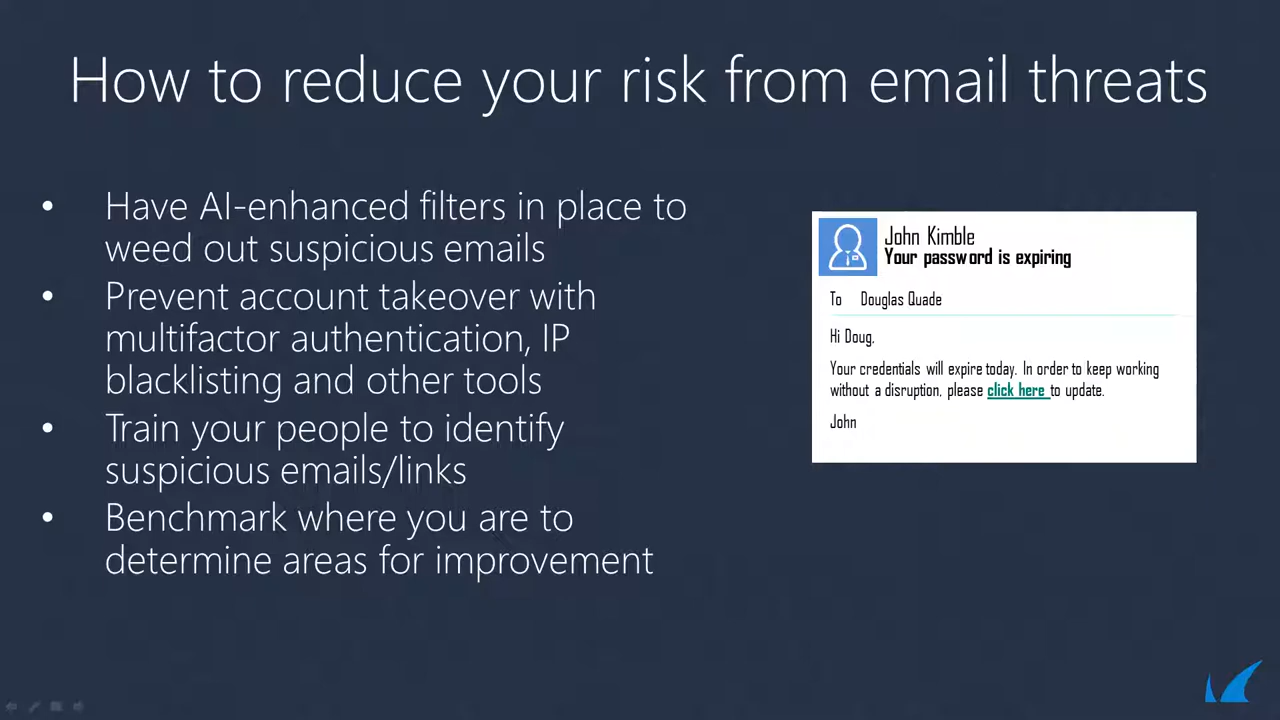 How to reduce your risk from email threats
• Have AI-enhanced filters in place to
weed out suspicious emails
• Prevent account takeover with
multifactor authentication, IP
blacklisting and other tools
• Train your people to identify
suspicious emails/links
• Benchmark where you are to
determine areas for improvement
John Kimble
Your password is expiring
To Douglas Quade
Hi Doug,
Your credentials will expire today. In order to keep working
without a disruption, please click here to update.
John